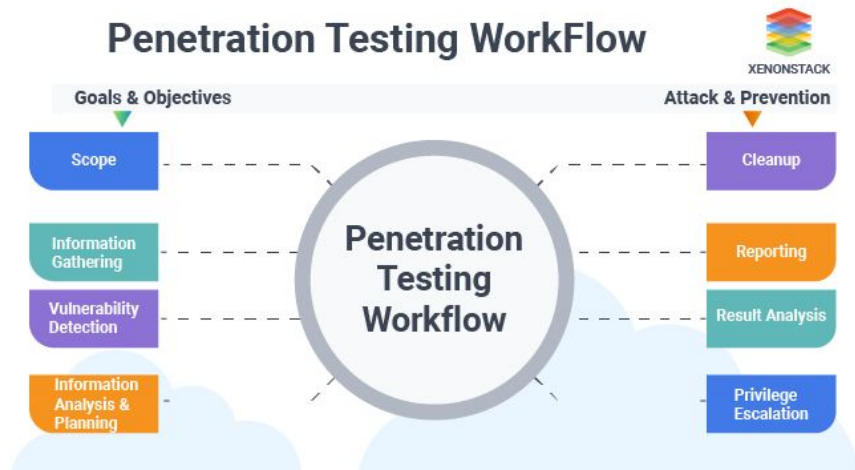 Penetration Testing WorkFlow
XENONSTACK
Goals & Objectives
Attack & Prevention
Scope
Information
Gathering
Vulnerability
Detection
Information
Analysis &
Planning
Penetration
Testing
Workflow
Cleanup
Reporting
Result Analysis
Privilege
Escalation